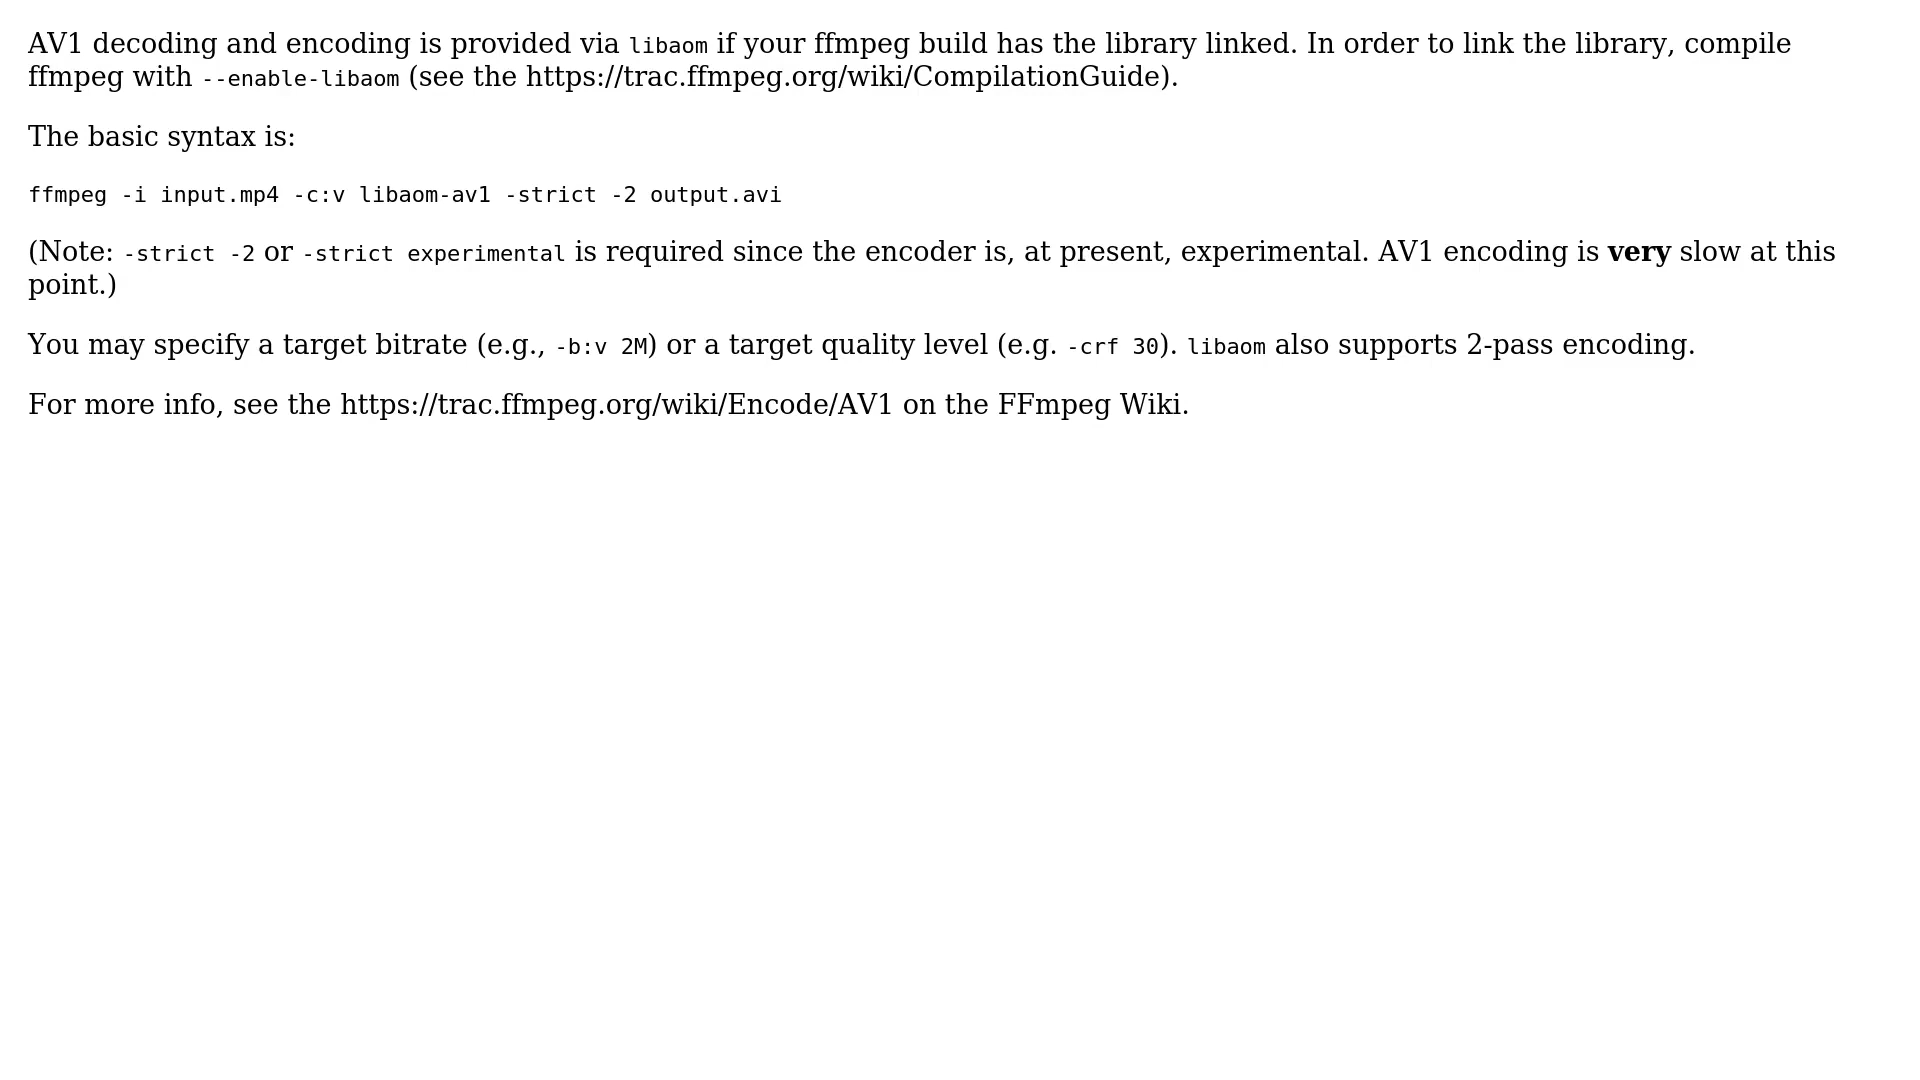 AV1 decoding and encoding is provided via libaom if your ffmpeg build has the library linked. In order to link the library, compile
ffmpeg with --enable-libaom (see the https://trac.ffmpeg.org/wiki/CompilationGuide).
The basic syntax is:
ffmpeg -i input.mp4 -c:v libaom-av1 -strict -2 output.avi
(Note: -strict -2 or -strict experimental is required since the encoder is, at present, experimental. AV1 encoding is very slow at this
point.)
You may specify a target bitrate (e.g., -b:v 2M) or a target quality level (e.g. -crf 30). libaom also supports 2-pass encoding.
For more info, see the https://trac.ffmpeg.org/wiki/Encode/AV1 on the FFmpeg Wiki.